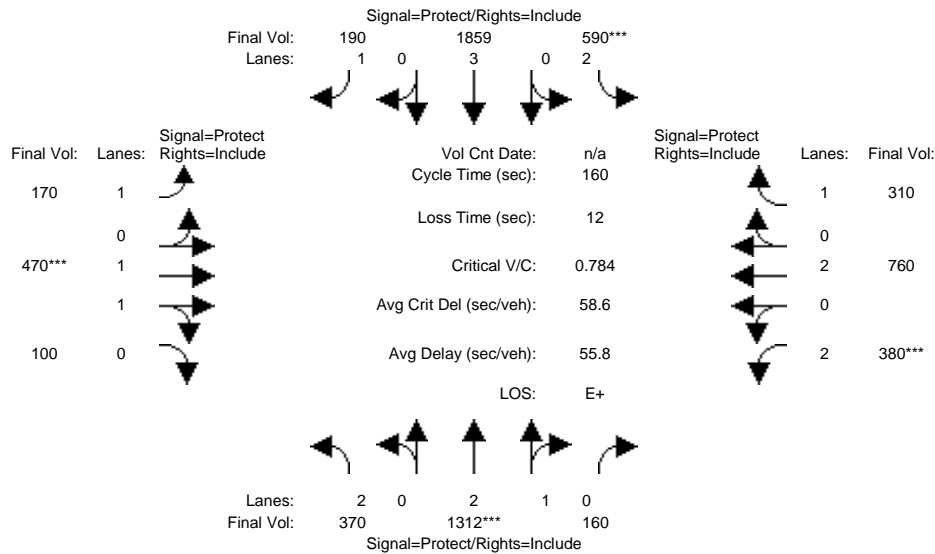 Signal=Protect/Rights=Include
Final Vol: 190 1859 590***
Lanes: 1 0 3 0 2
Signal=Protect Signal=Protect
Final Vol: Lanes: Rights=Include Vol Cnt Date: n/a Rights=Include Lanes: Final Vol:
Cycle Time (sec): 160
170 1 1 310
Loss Time (sec): 12
0 0
470*** 1 Critical V/C: 0.784 2 760
1 Avg Crit Del (sec/veh): 58.6 0
100 0 Avg Delay (sec/veh): 55.8 2 380***
LOS: E+
Lanes: 2 0 2 1 0
Final Vol: 370 1312*** 160
Signal=Protect/Rights=Include